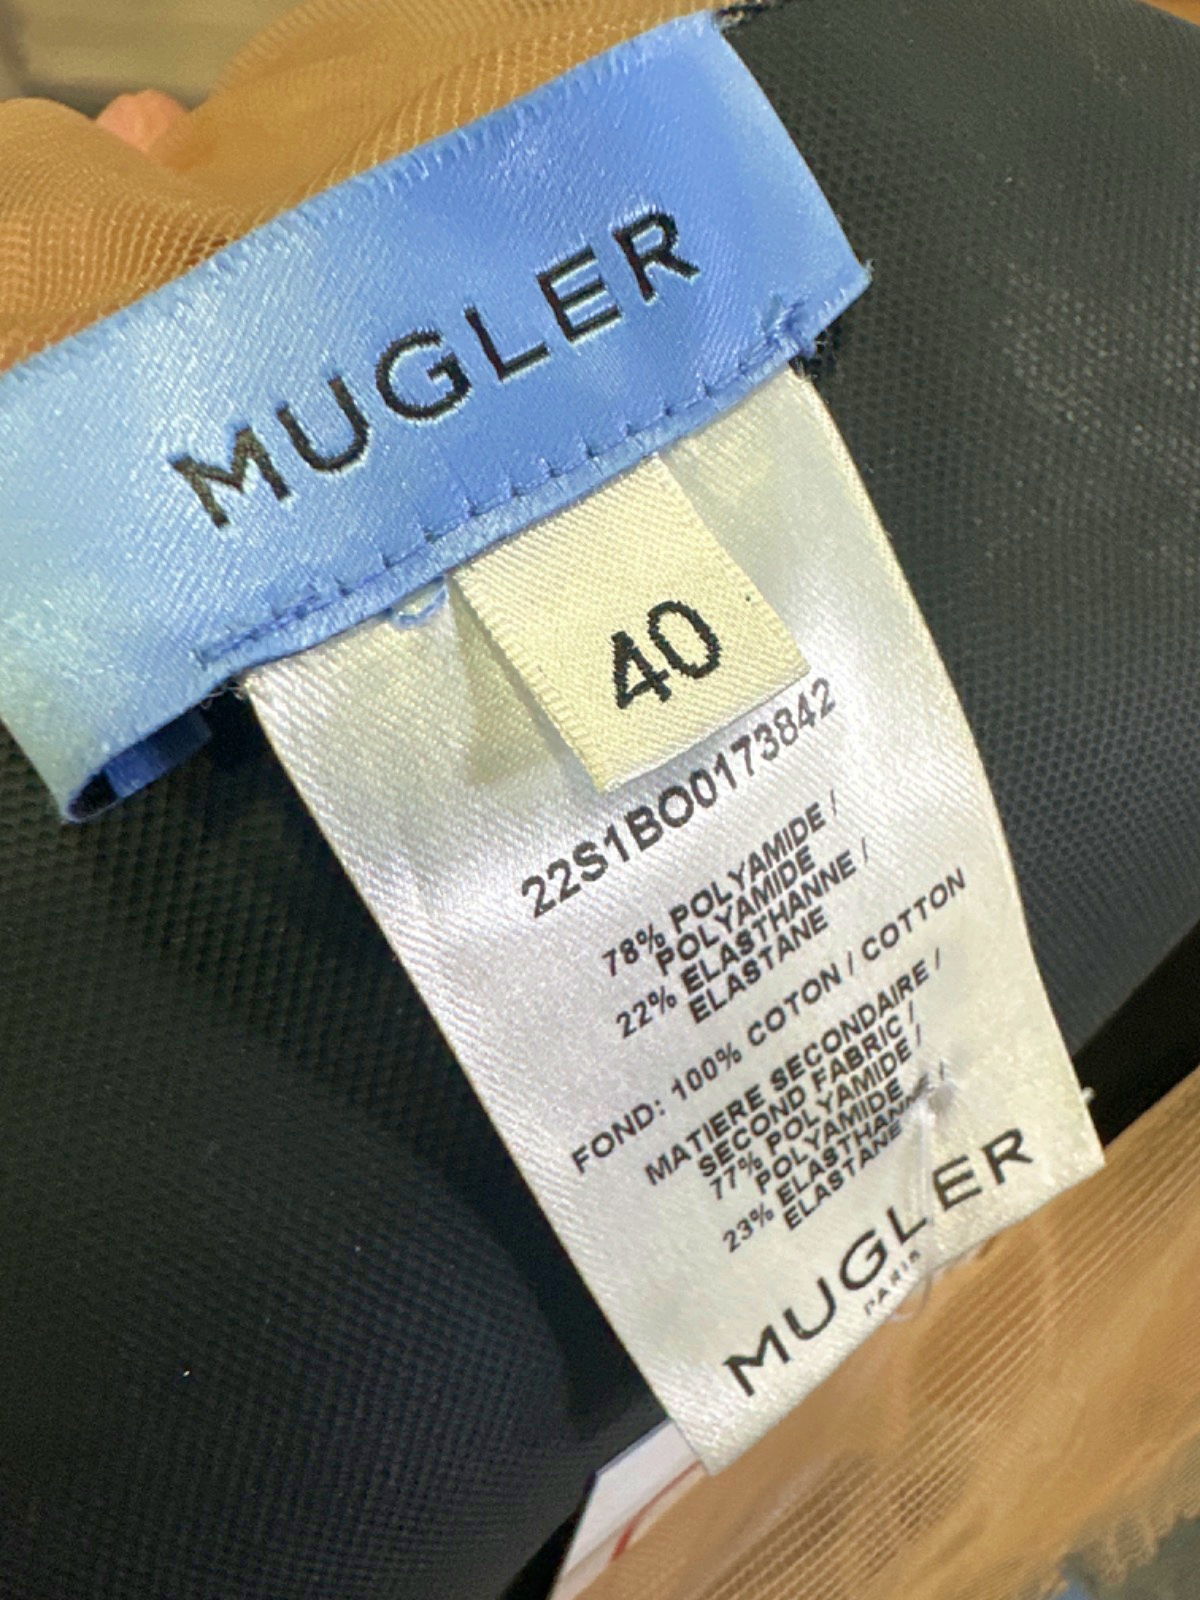 MUGLER
40
22S1BO0173842
78% POLYAMIDE /
POLYAMIDE
22% ELASTHANNE /
ELASTANE
FOND: 100% COTON / COTTON
MATIERE SECONDAIRE /
SECOND FABRIC /
77% POLYAMIDE /
POLYAMIDE
23% ELASTHANNE /
ELASTANE
MUGLER
PARIS